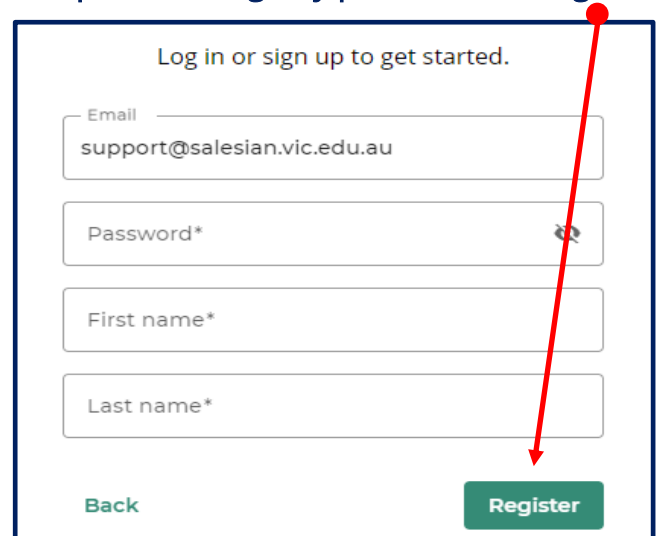 Log in or sign up to get started.
Email
support@salesian.vic.edu.au
Password*
First name*
Last name*
Back Register